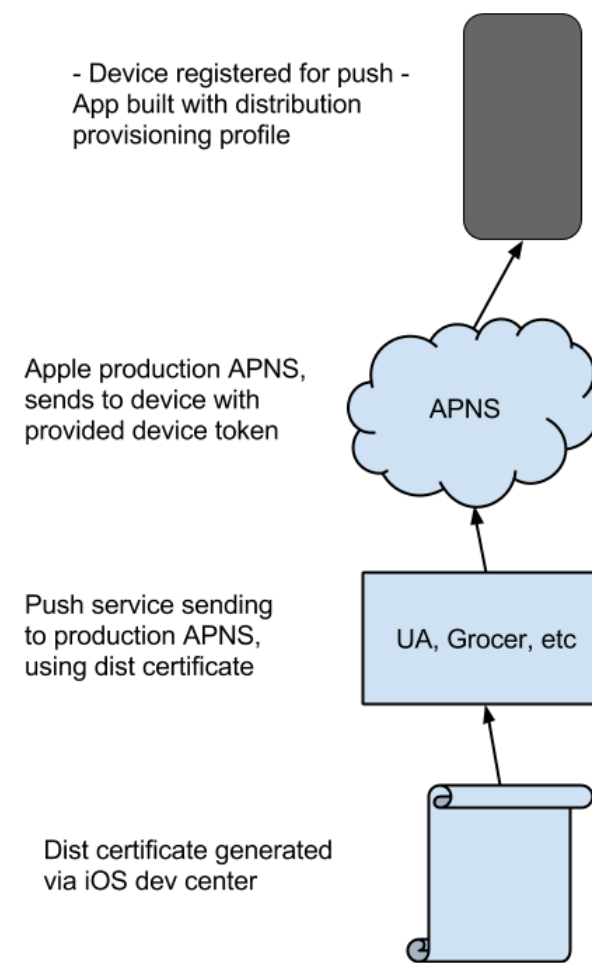 - Device registered for push -
App built with distribution
provisioning profile
Apple production APNS,
sends to device with
provided device token
APNS
Push service sending
to production APNS,
using dist certificate
UA, Grocer, etc
Dist certificate generated
via iOS dev center